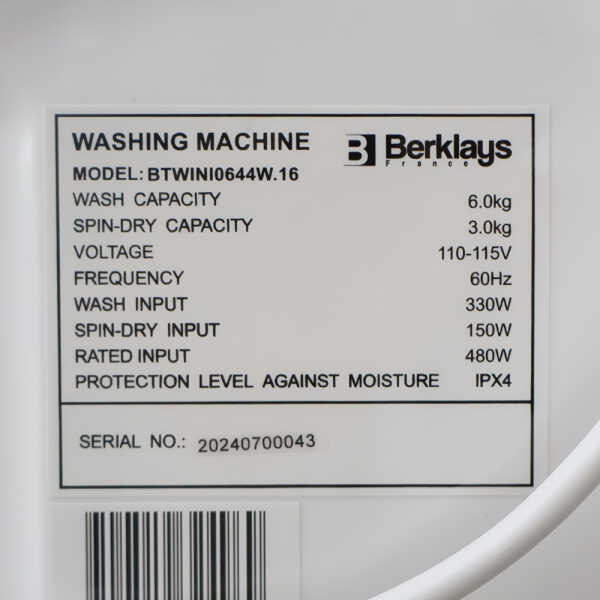 WASHING MACHINE
B Berklays
France
MODEL: BTWINI0644W.16
WASH CAPACITY 6.0kg
SPIN-DRY CAPACITY 3.0kg
VOLTAGE 110-115V
FREQUENCY 60Hz
WASH INPUT 330W
SPIN-DRY INPUT 150W
RATED INPUT 480W
PROTECTION LEVEL AGAINST MOISTURE IPX4
SERIAL NO.: 20240700043